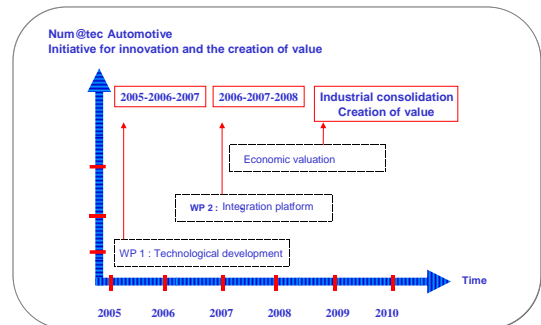 Num@tec Automotive
Initiative for innovation and the creation of value
2005-2006-2007
2006-2007-2008
Industrial consolidation
Creation of value
Economic valuation
WP 2 : Integration platform
WP 1 : Technological development
Time
2005
2006
2007
2008
2009
2010